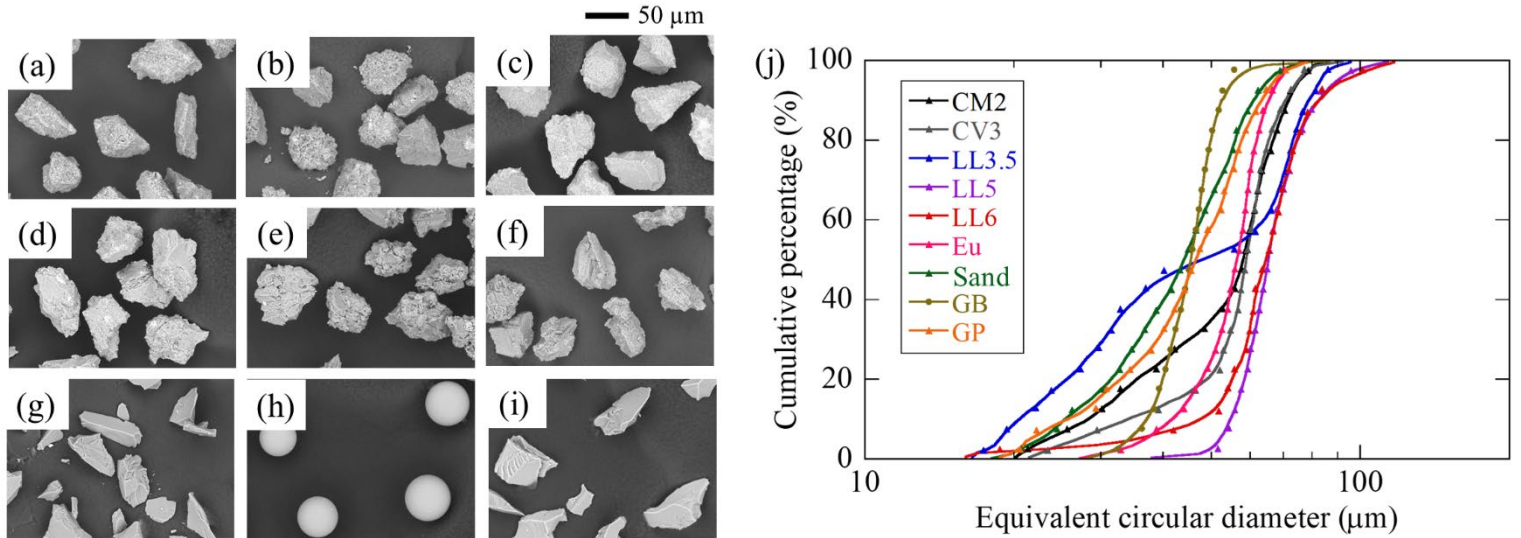 50 µm
(a)
(b)
(c)
(d)
(e)
(f)
(g)
(h)
(i)
(j)
Cumulative percentage (%)
100
80
60
40
20
0
CM2
CV3
LL3.5
LL5
LL6
Eu
Sand
GB
GP
10
100
Equivalent circular diameter (µm)